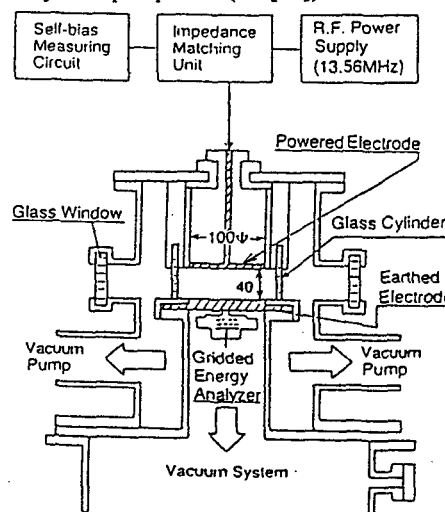 Self-bias
Measuring
Circuit
Impedance
Matching
Unit
R.F. Power
Supply
(13.56MHz)
Powered Electrode
Glass Window
100ψ
Glass Cylinder
40
Earthed
Electrode
Vacuum
Pump
Gridded
Energy
Analyzer
Vacuum
Pump
Vacuum System